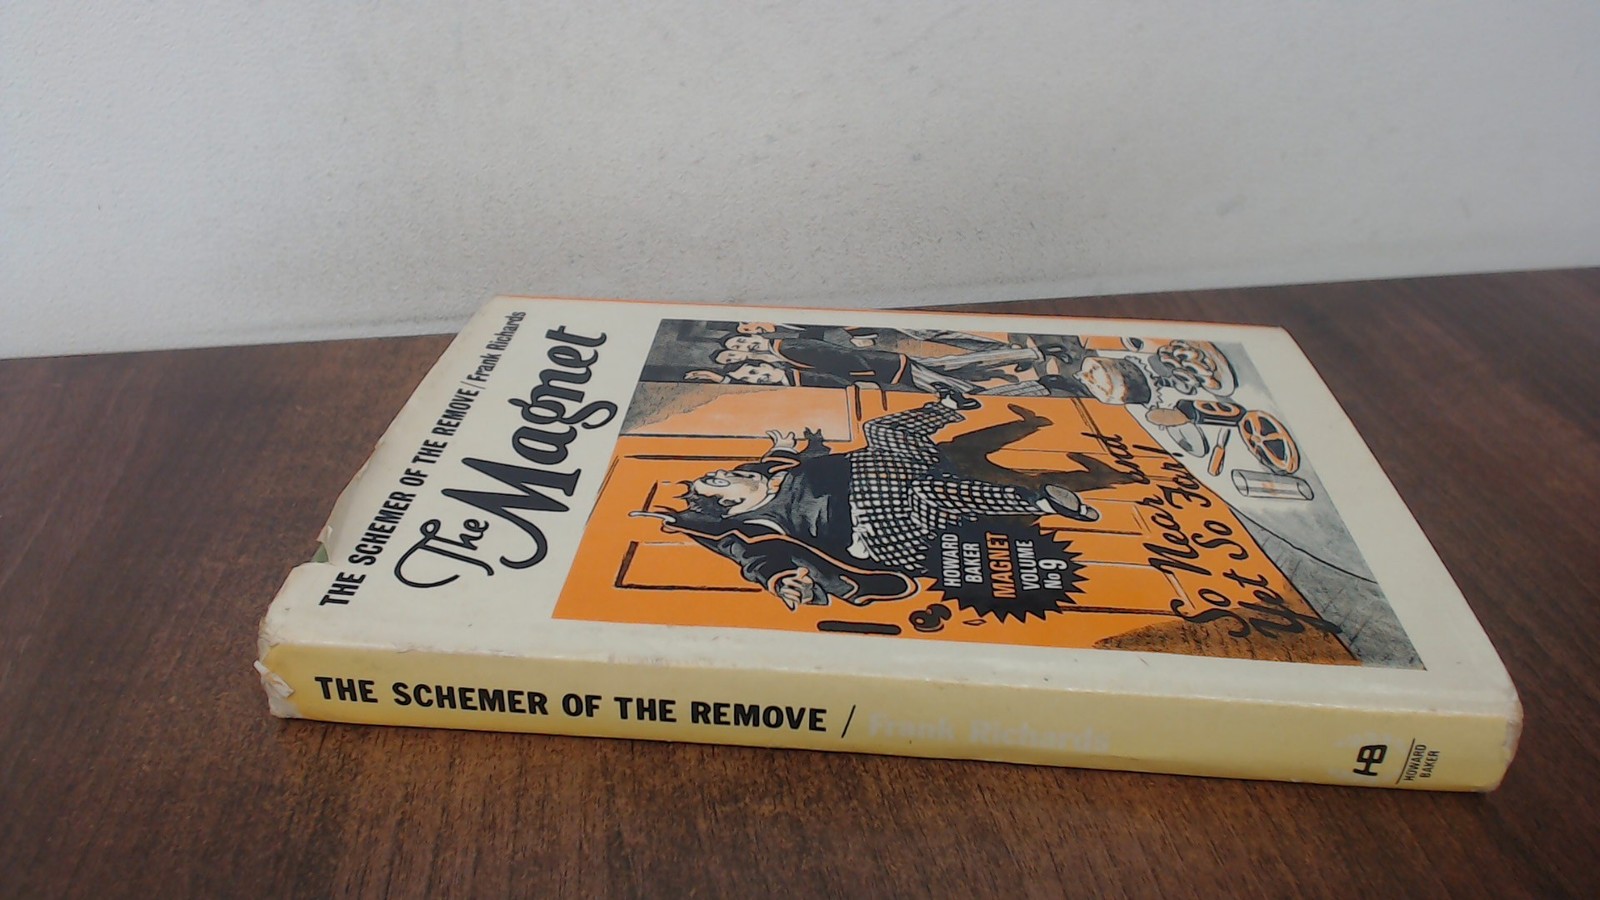 THE SCHEMER OF THE REMOVE / Frank Richards
The Magnet
HOWARD
BAKER
MAGNET
VOLUME
No 9
So Near and
Yet So Far!
THE SCHEMER OF THE REMOVE / Frank Richards
HB
HOWARD
BAKER